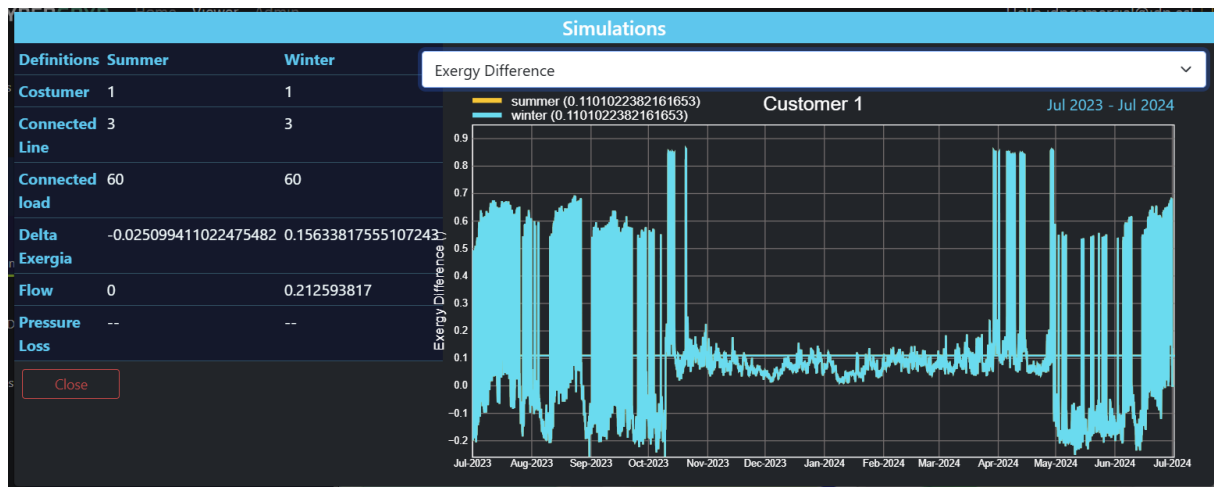 Home Viewer Admin
Simulations
Definitions Summer Winter
Exergy Difference
Costumer 1 1
Connected Line 3 3
Connected load 60 60
Delta Exergia -0.025099411022475482 0.15633817555107243
Flow 0 0.212593817
Pressure Loss -- --
Close
summer (0.1101022382161653)
winter (0.1101022382161653)
Customer 1
Jul 2023 - Jul 2024
Exergy Difference
0.9
0.8
0.7
0.6
0.5
0.4
0.3
0.2
0.1
0.0
−0.1
−0.2
Jul-2023 Aug-2023 Sep-2023 Oct-2023 Nov-2023 Dec-2023 Jan-2024 Feb-2024 Mar-2024 Apr-2024 May-2024 Jun-2024 Jul-2024